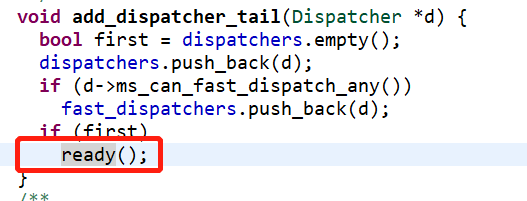 void add_dispatcher_tail(Dispatcher *d) {
bool first = dispatchers.empty();
dispatchers.push_back(d);
if (d->ms_can_fast_dispatch_any())
fast_dispatchers.push_back(d);
if (first)
ready();
}
/**